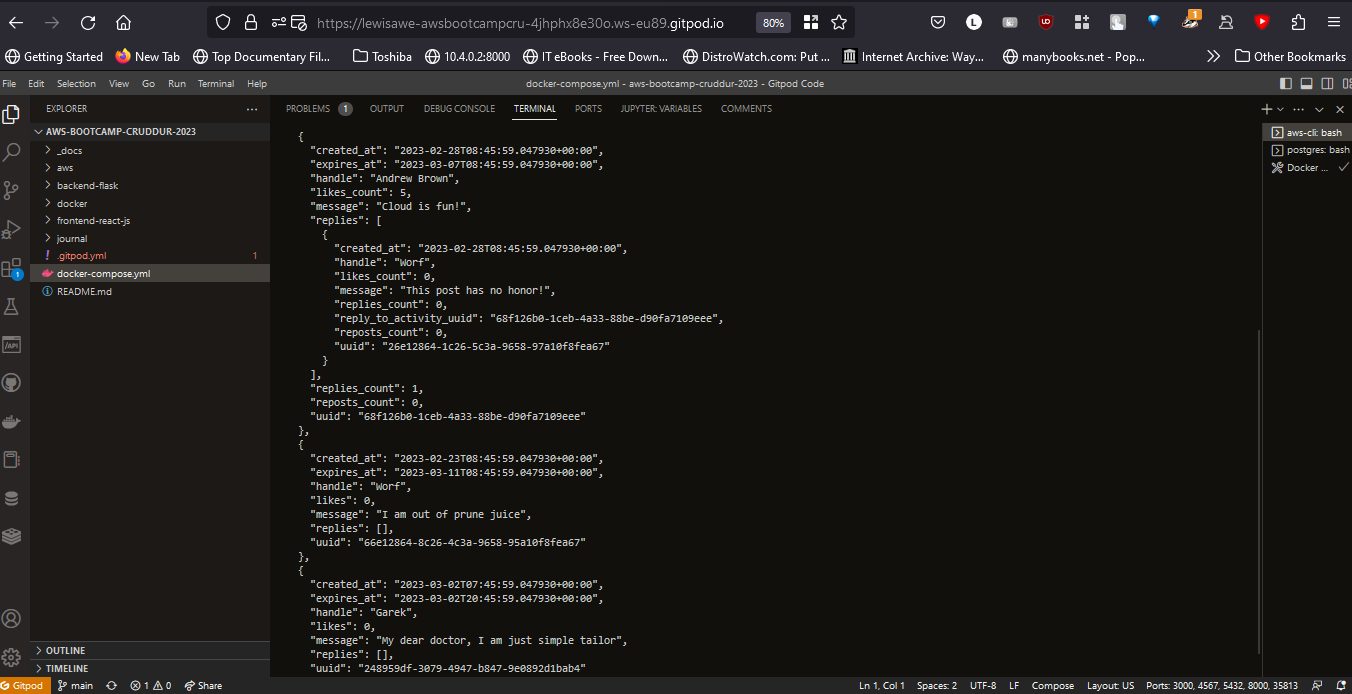 https://lewisawe-awsbootcampcru-4jhphx8e30o.ws-eu89.gitpod.io
80%
L
UD
1
Getting Started
New Tab
Top Documentary Fil...
Toshiba
10.4.0.2:8000
IT eBooks - Free Down...
DistroWatch.com: Put ...
Internet Archive: Way...
manybooks.net - Pop...
Other Bookmarks
File Edit Selection View Go Run Terminal Help
docker-compose.yml - aws-bootcamp-cruddur-2023 - Gitpod Code
EXPLORER
AWS-BOOTCAMP-CRUDDUR-2023
_docs
aws
backend-flask
docker
frontend-react-js
journal
.gitpod.yml 1
docker-compose.yml
README.md
OUTLINE
TIMELINE
1
/API
PROBLEMS 1 OUTPUT DEBUG CONSOLE TERMINAL PORTS JUPYTER: VARIABLES COMMENTS
{
"created_at": "2023-02-28T08:45:59.047930+00:00",
"expires_at": "2023-03-07T08:45:59.047930+00:00",
"handle": "Andrew Brown",
"likes_count": 5,
"message": "Cloud is fun!",
"replies": [
{
"created_at": "2023-02-28T08:45:59.047930+00:00",
"handle": "Worf",
"likes_count": 0,
"message": "This post has no honor!",
"replies_count": 0,
"reply_to_activity_uuid": "68f126b0-1ceb-4a33-88be-d90fa7109eee",
"reposts_count": 0,
"uuid": "26e12864-1c26-5c3a-9658-97a10f8fea67"
}
],
"replies_count": 1,
"reposts_count": 0,
"uuid": "68f126b0-1ceb-4a33-88be-d90fa7109eee"
},
{
"created_at": "2023-02-23T08:45:59.047930+00:00",
"expires_at": "2023-03-11T08:45:59.047930+00:00",
"handle": "Worf",
"likes": 0,
"message": "I am out of prune juice",
"replies": [],
"uuid": "66e12864-8c26-4c3a-9658-95a10f8fea67"
},
{
"created_at": "2023-03-02T07:45:59.047930+00:00",
"expires_at": "2023-03-02T20:45:59.047930+00:00",
"handle": "Garek",
"likes": 0,
"message": "My dear doctor, I am just simple tailor",
"replies": [],
"uuid": "248959df-3079-4947-b847-9e0892d1bab4"
aws-cli: bash
postgres: bash
Docker ...
Gitpod main 1 0 Share
Ln 1, Col 1 Spaces: 2 UTF-8 LF Compose Layout: US Ports: 3000, 4567, 5432, 8000, 35813